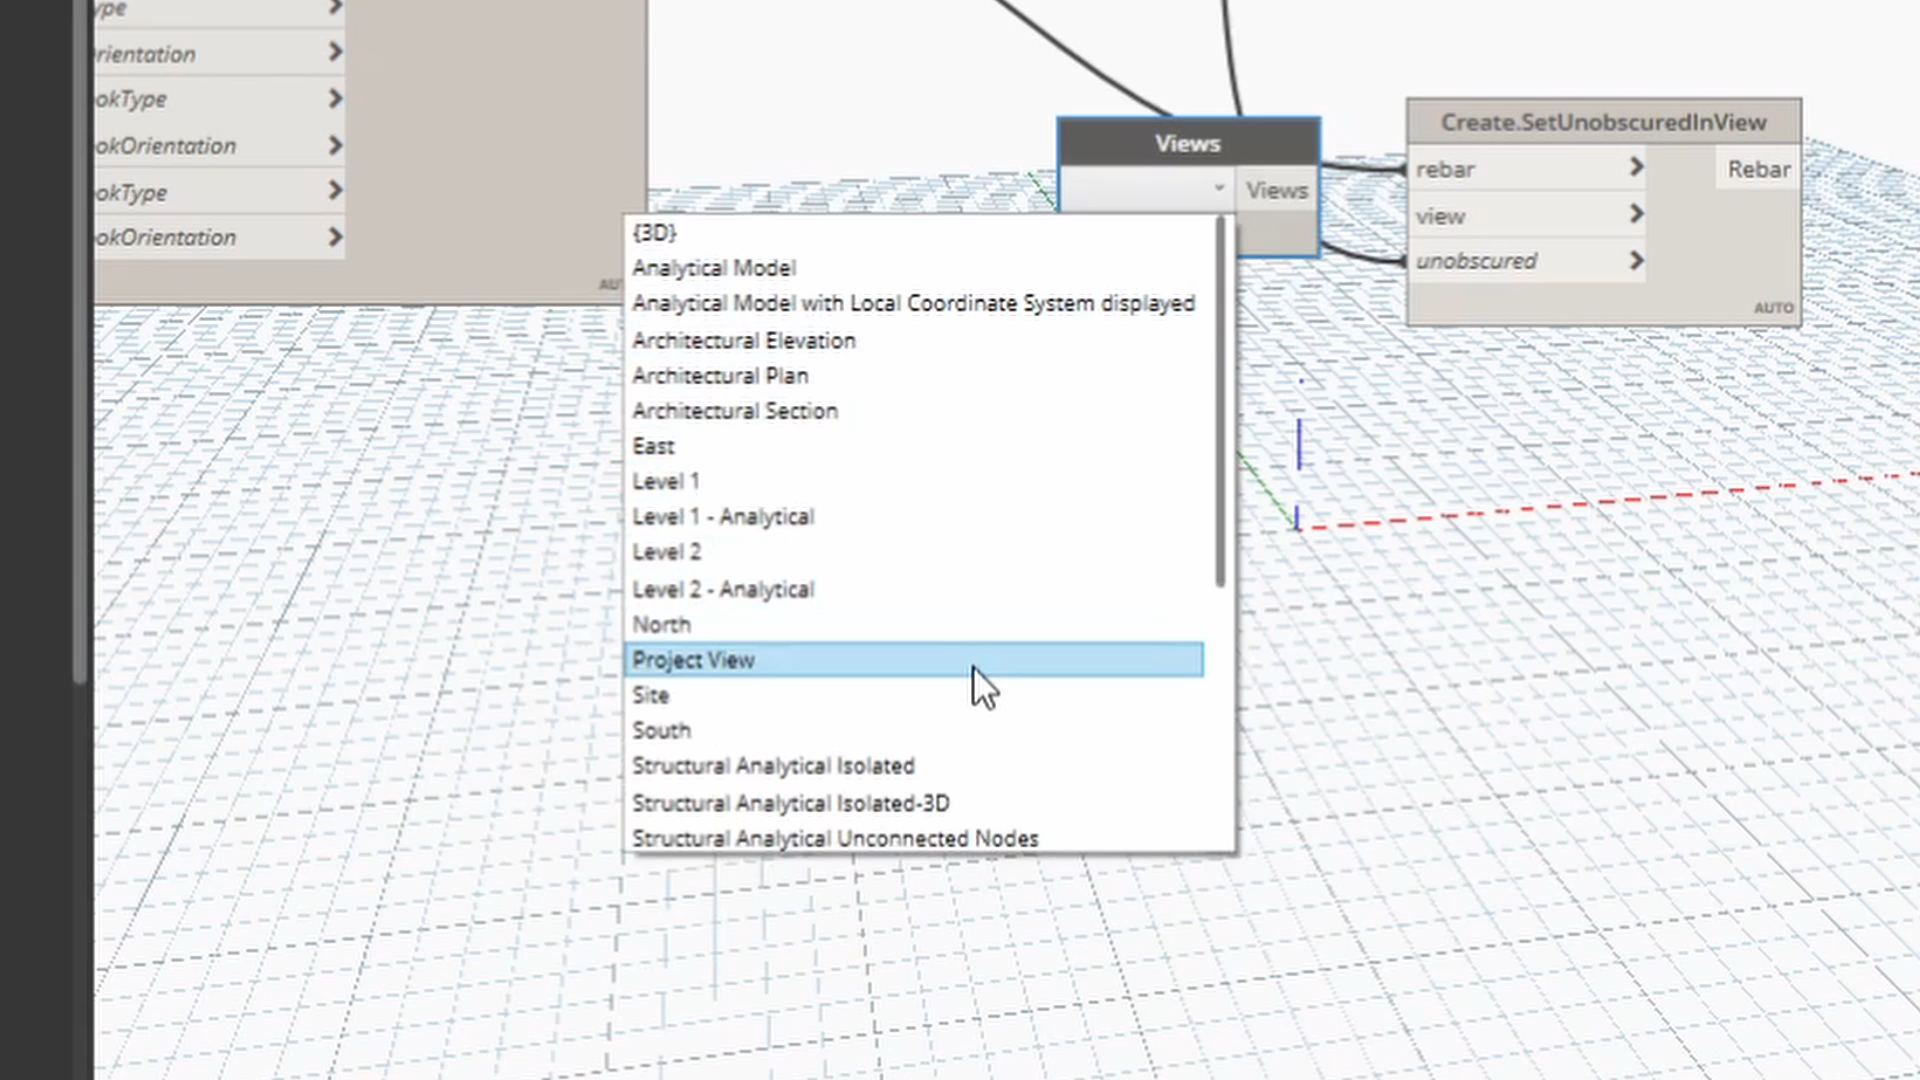 ype
rientation
okType
okOrientation
okType
okOrientation
AU
Views
Views
Create.SetUnobscuredInView
rebar
Rebar
view
unobscured
AUTO
{3D}
Analytical Model
Analytical Model with Local Coordinate System displayed
Architectural Elevation
Architectural Plan
Architectural Section
East
Level 1
Level 1 - Analytical
Level 2
Level 2 - Analytical
North
Project View
Site
South
Structural Analytical Isolated
Structural Analytical Isolated-3D
Structural Analytical Unconnected Nodes